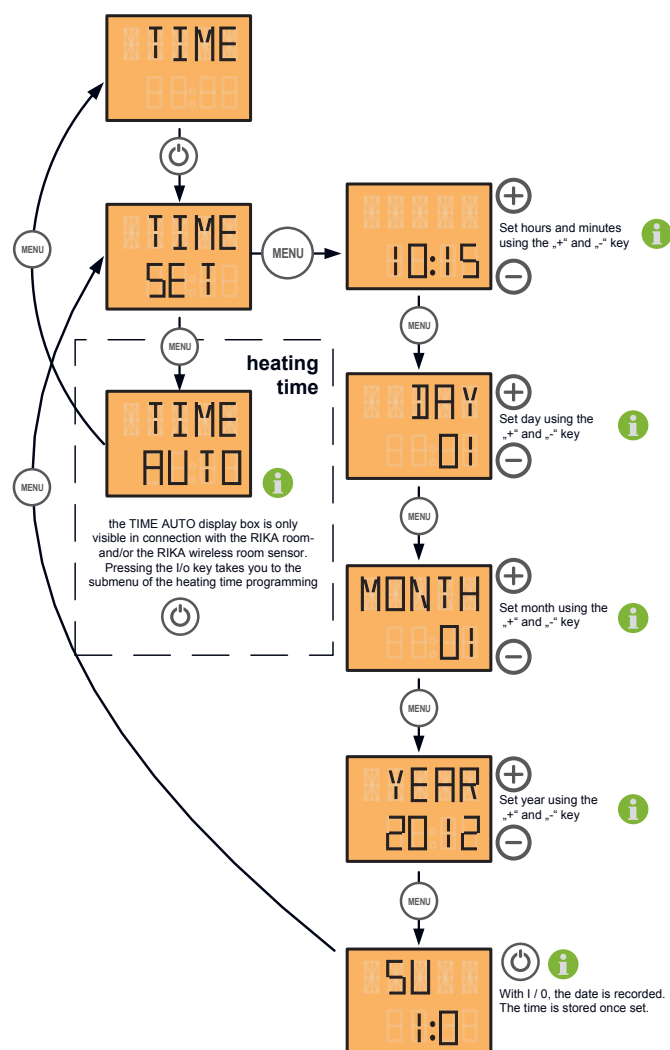 TIME
MENU
TIME
SET
MENU
10:15
Set hours and minutes
using the „+“ and „-“ key
i
MENU
MENU
heating
time
TIME
AUTO
i
the TIME AUTO display box is only
visible in connection with the RIKA room-
and/or the RIKA wireless room sensor.
Pressing the I/o key takes you to the
submenu of the heating time programming
DAY
01
Set day using the
„+“ and „-“ key
i
MENU
MENU
MONTH
01
Set month using the
„+“ and „-“ key
i
MENU
YEAR
2012
Set year using the
„+“ and „-“ key
i
MENU
SU
1:0
i
With I / 0, the date is recorded.
The time is stored once set.